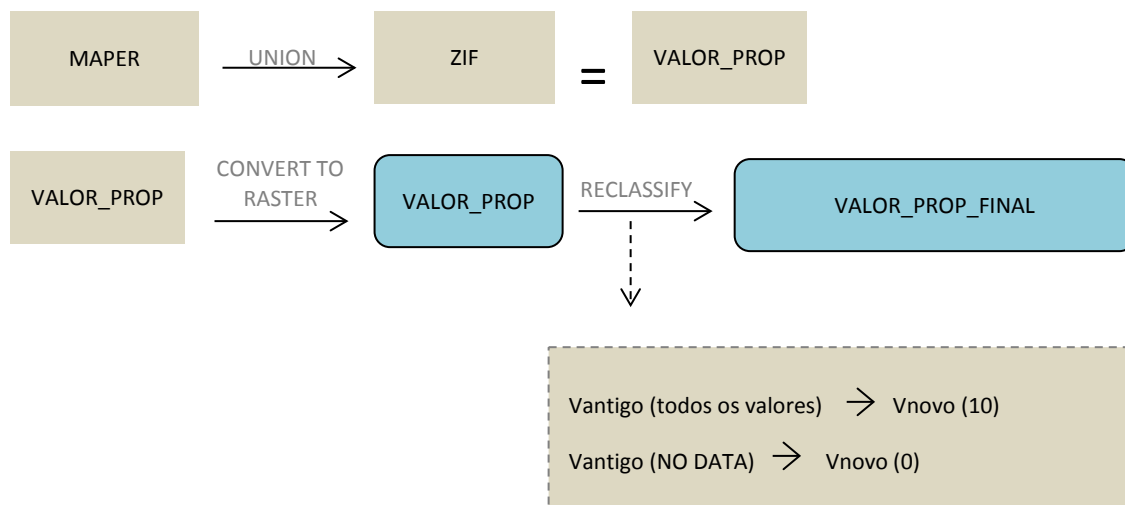 MAPER
UNION
ZIF
=
VALOR_PROP
VALOR_PROP
CONVERT TO
RASTER
VALOR_PROP
RECLASSIFY
VALOR_PROP_FINAL
Vantigo (todos os valores) → Vnovo (10)
Vantigo (NO DATA) → Vnovo (0)